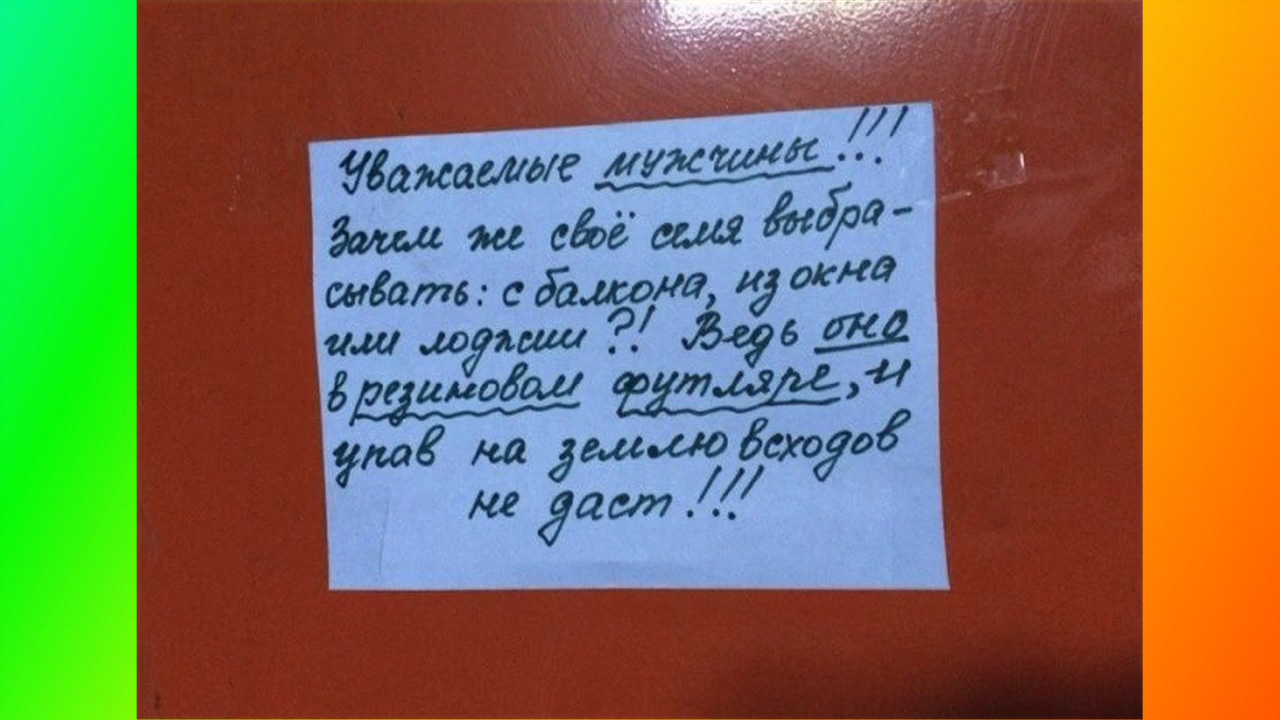 Уважаемые мужчины!!!
Зачем же своё семя выбра-
сывать: с балкона, из окна
или лоджии?! Ведь оно
в резиновом футляре, и
упав на землю всходов
не даст!!!